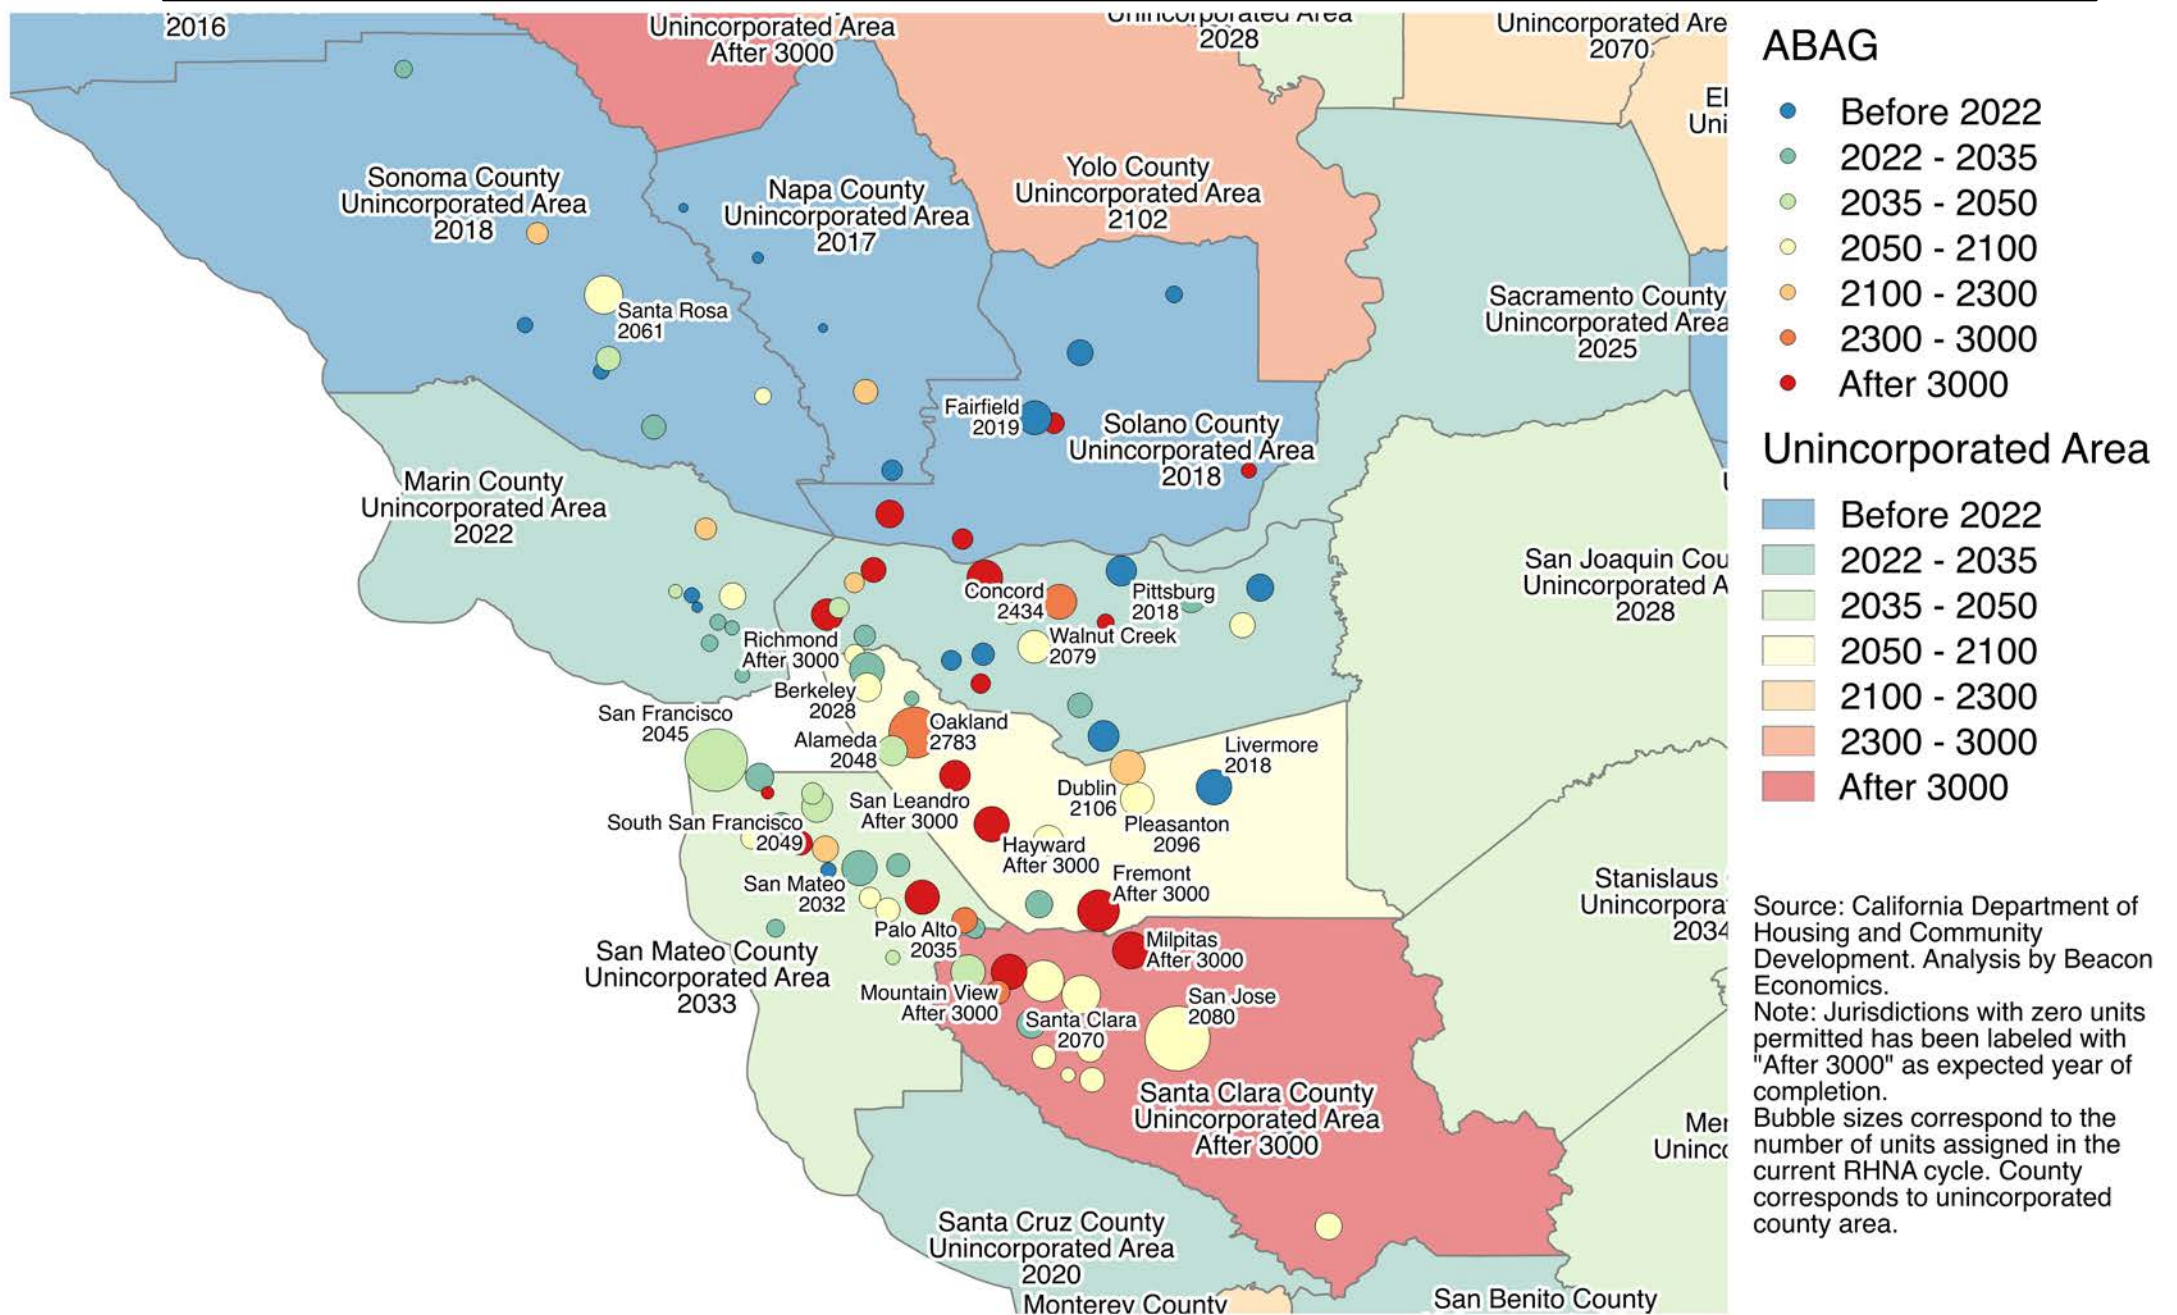 2016
Unincorporated Area
After 3000
Unincorporated Area
2028
Unincorporated Are
2070
El
Uni
Sonoma County
Unincorporated Area
2018
Napa County
Unincorporated Area
2017
Yolo County
Unincorporated Area
2102
Sacramento County
Unincorporated Area
2025
Santa Rosa
2061
Fairfield
2019
Solano County
Unincorporated Area
2018
Marin County
Unincorporated Area
2022
San Joaquin Cou
Unincorporated A
2028
Concord
2434
Pittsburg
2018
Richmond
After 3000
Walnut Creek
2079
Berkeley
2028
San Francisco
2045
Oakland
2783
Alameda
2048
Livermore
2018
Dublin
2106
San Leandro
After 3000
South San Francisco
2049
Pleasanton
2096
Hayward
After 3000
Fremont
After 3000
San Mateo
2032
Stanislaus
Unincorpora
2034
Palo Alto
2035
Milpitas
After 3000
San Mateo County
Unincorporated Area
2033
Mountain View
After 3000
San Jose
2080
Santa Clara
2070
Santa Clara County
Unincorporated Area
After 3000
Mer
Uninco
Santa Cruz County
Unincorporated Area
2020
Monterey County
San Benito County
ABAG
Before 2022
2022 - 2035
2035 - 2050
2050 - 2100
2100 - 2300
2300 - 3000
After 3000
Unincorporated Area
Before 2022
2022 - 2035
2035 - 2050
2050 - 2100
2100 - 2300
2300 - 3000
After 3000
Source: California Department of
Housing and Community
Development. Analysis by Beacon
Economics.
Note: Jurisdictions with zero units
permitted has been labeled with
"After 3000" as expected year of
completion.
Bubble sizes correspond to the
number of units assigned in the
current RHNA cycle. County
corresponds to unincorporated
county area.